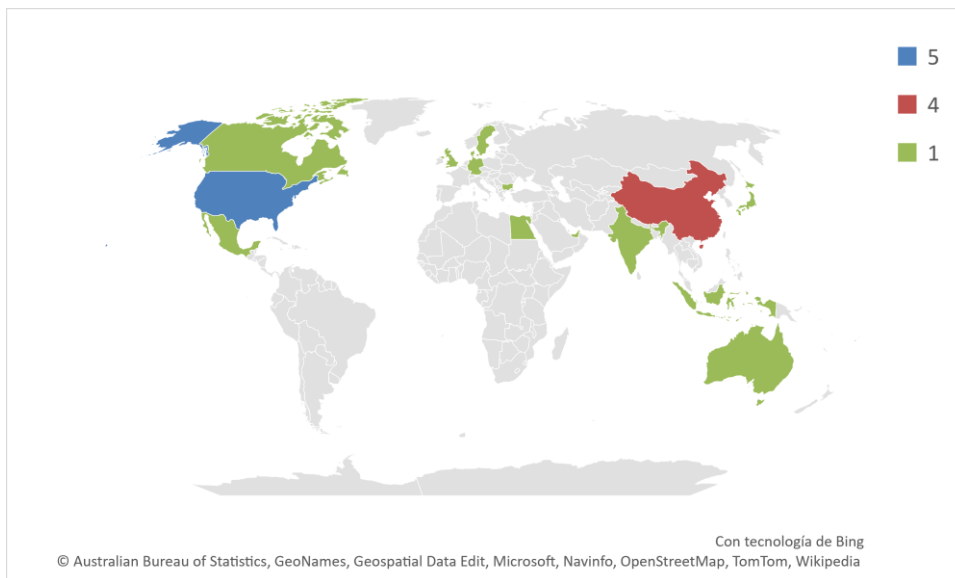 5
4
1
Con tecnología de Bing
© Australian Bureau of Statistics, GeoNames, Geospatial Data Edit, Microsoft, Navinfo, OpenStreetMap, TomTom, Wikipedia